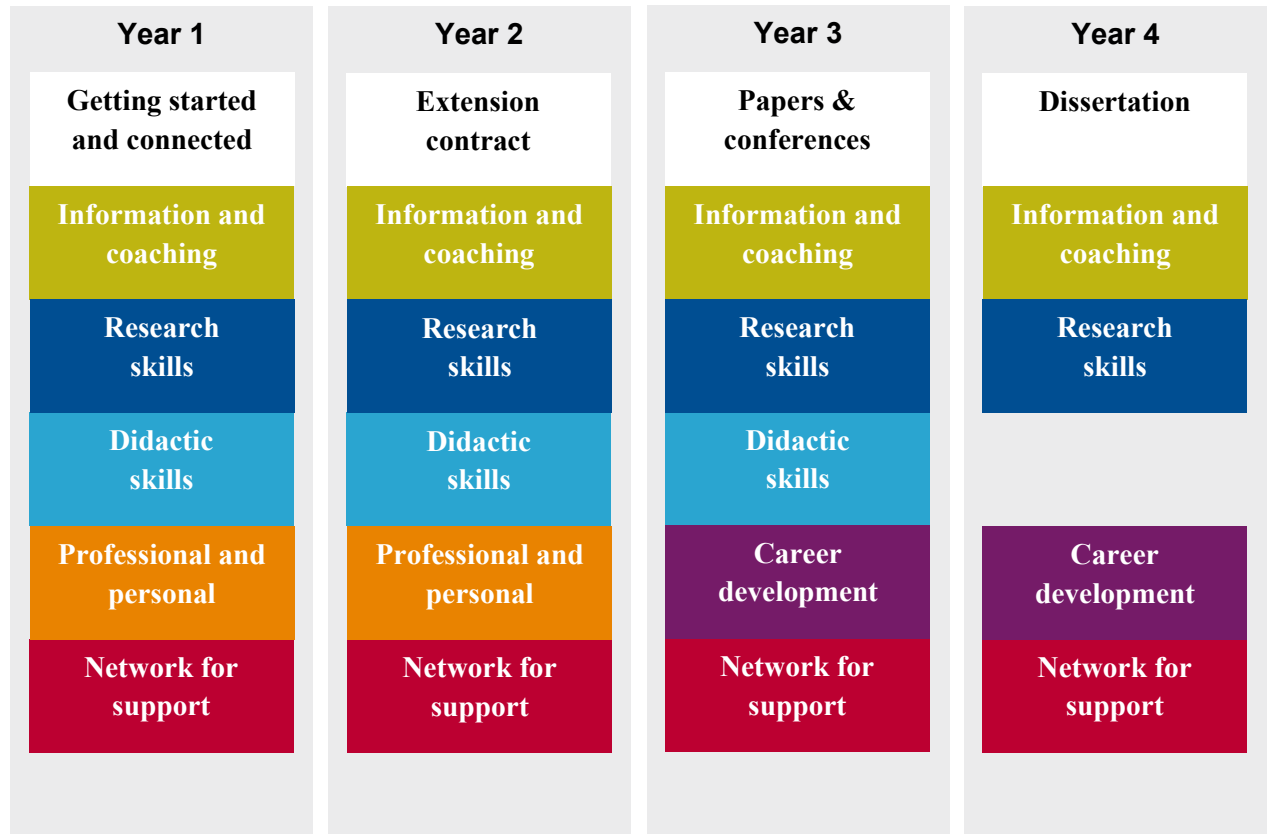 Year 1
Getting started
and connected
Information and
coaching
Research
skills
Didactic
skills
Professional and
personal
Network for
support
Year 2
Extension
contract
Information and
coaching
Research
skills
Didactic
skills
Professional and
personal
Network for
support
Year 3
Papers &
conferences
Information and
coaching
Research
skills
Didactic
skills
Career
development
Network for
support
Year 4
Dissertation
Information and
coaching
Research
skills
Career
development
Network for
support